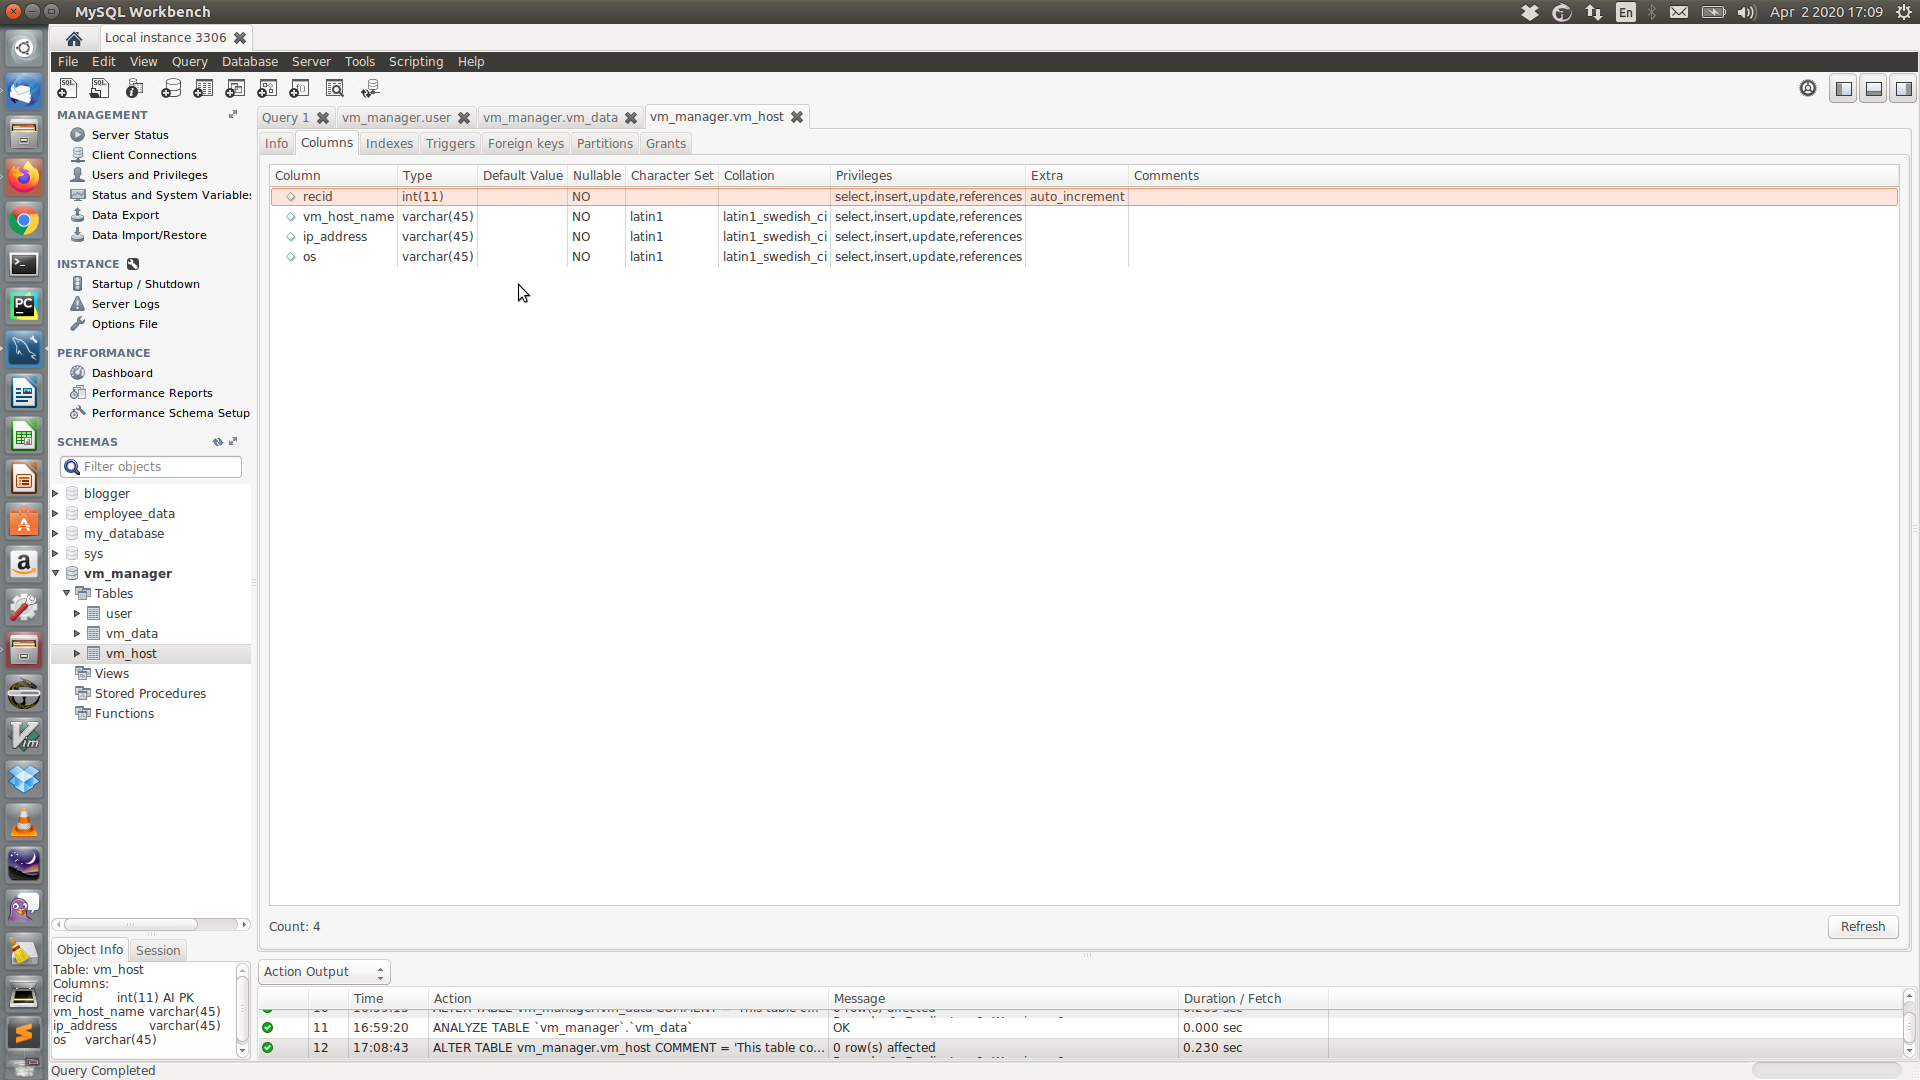 MySQL Workbench
En
Apr 2 2020 17:09
Local instance 3306
File Edit View Query Database Server Tools Scripting Help
MANAGEMENT
Server Status
Client Connections
Users and Privileges
Status and System Variable
Data Export
Data Import/Restore
INSTANCE
Startup / Shutdown
Server Logs
Options File
PERFORMANCE
Dashboard
Performance Reports
Performance Schema Setup
SCHEMAS
Filter objects
blogger
employee_data
my_database
sys
vm_manager
Tables
user
vm_data
vm_host
Views
Stored Procedures
Functions
Query 1 vm_manager.user vm_manager.vm_data vm_manager.vm_host
Info Columns Indexes Triggers Foreign keys Partitions Grants
Column Type Default Value Nullable Character Set Collation Privileges Extra Comments
recid int(11) NO select,insert,update,references auto_increment
vm_host_name varchar(45) NO latin1 latin1_swedish_ci select,insert,update,references
ip_address varchar(45) NO latin1 latin1_swedish_ci select,insert,update,references
os varchar(45) NO latin1 latin1_swedish_ci select,insert,update,references
Count: 4
Refresh
Object Info Session
Table: vm_host
Columns:
recid int(11) AI PK
vm_host_name varchar(45)
ip_address varchar(45)
os varchar(45)
Action Output
Time Action Message Duration / Fetch
11 16:59:20 ANALYZE TABLE `vm_manager`.`vm_data` OK 0.000 sec
12 17:08:43 ALTER TABLE vm_manager.vm_host COMMENT = 'This table co... 0 row(s) affected 0.230 sec
Query Completed
PC
a
Vim
SQL
SQL